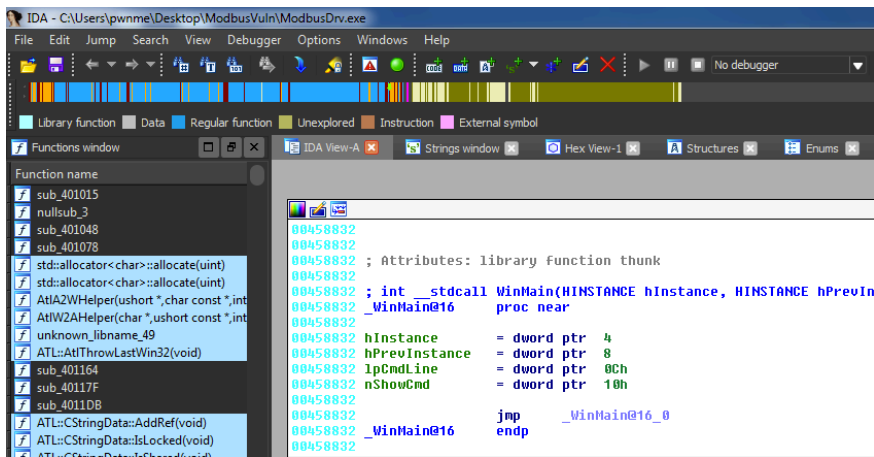 IDA - C:\Users\pwnme\Desktop\ModbusVuln\ModbusDrv.exe
File Edit Jump Search View Debugger Options Windows Help
No debugger
Library function Data Regular function Unexplored Instruction External symbol
Functions window
IDA View-A Strings window Hex View-1 Structures Enums
Function name
sub_401015
nullsub_3
sub_401048
sub_401078
std::allocator<char>::allocate(uint)
std::allocator<char>::allocate(uint)
AtlA2WHelper(ushort *,char const *,int
AtlW2AHelper(char *,ushort const *,int
unknown_libname_49
ATL::AtlThrowLastWin32(void)
sub_401164
sub_40117F
sub_4011DB
ATL::CStringData::AddRef(void)
ATL::CStringData::IsLocked(void)
ATL::CStringData::IsShared(void)
00458832
00458832
00458832 ; Attributes: library function thunk
00458832
00458832 ; int __stdcall WinMain(HINSTANCE hInstance, HINSTANCE hPrevIn
00458832 _WinMain@16 proc near
00458832
00458832 hInstance = dword ptr 4
00458832 hPrevInstance = dword ptr 8
00458832 lpCmdLine = dword ptr 0Ch
00458832 nShowCmd = dword ptr 10h
00458832
00458832 jmp _WinMain@16_0
00458832 _WinMain@16 endp
00458832